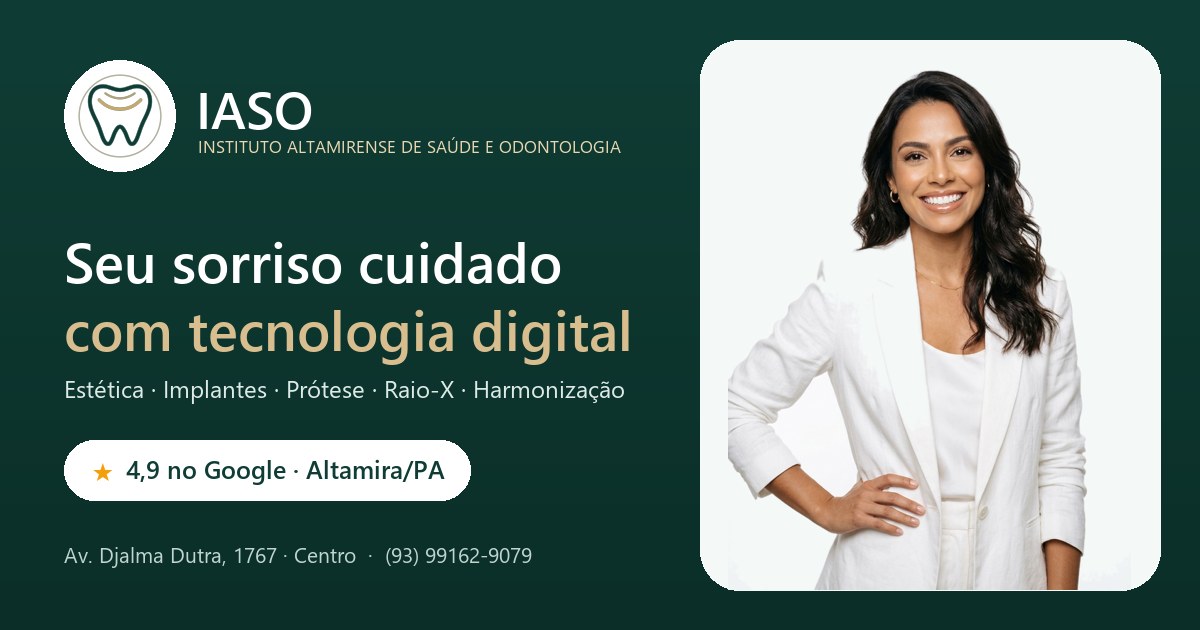 IASO
INSTITUTO ALTAMIRENSE DE SAÚDE E ODONTOLOGIA
Seu sorriso cuidado
com tecnologia digital
Estética · Implantes · Prótese · Raio-X · Harmonização
★ 4,9 no Google · Altamira/PA
Av. Djalma Dutra, 1767 · Centro · (93) 99162-9079